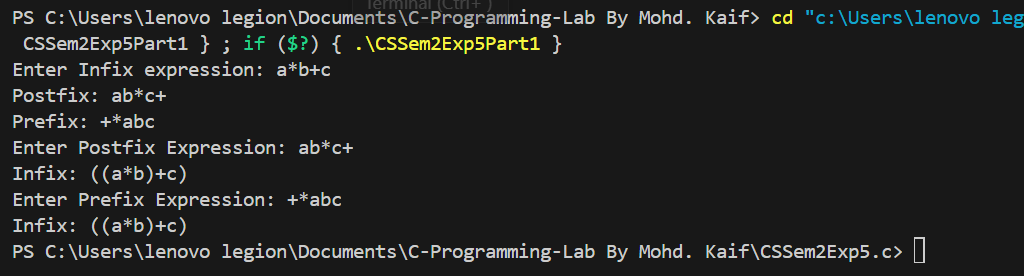 Terminal (Ctrl+`)
PS C:\Users\lenovo legion\Documents\C-Programming-Lab By Mohd. Kaif> cd "c:\Users\lenovo leg
CSSem2Exp5Part1 } ; if ($?) { .\CSSem2Exp5Part1 }
Enter Infix expression: a*b+c
Postfix: ab*c+
Prefix: +*abc
Enter Postfix Expression: ab*c+
Infix: ((a*b)+c)
Enter Prefix Expression: +*abc
Infix: ((a*b)+c)
PS C:\Users\lenovo legion\Documents\C-Programming-Lab By Mohd. Kaif\CSSem2Exp5.c>